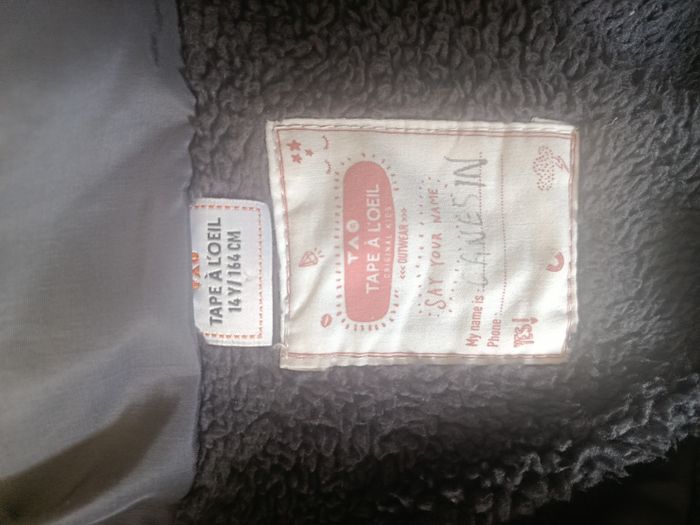 TAO
TAPE À L'OEIL
14Y/ 164 CM
TAO
TAPE À L'OEIL
ORIGINAL KIDS
<<< OUTWEAR >>>
SAY YOUR NAME
My name is :
Phone :
YES!